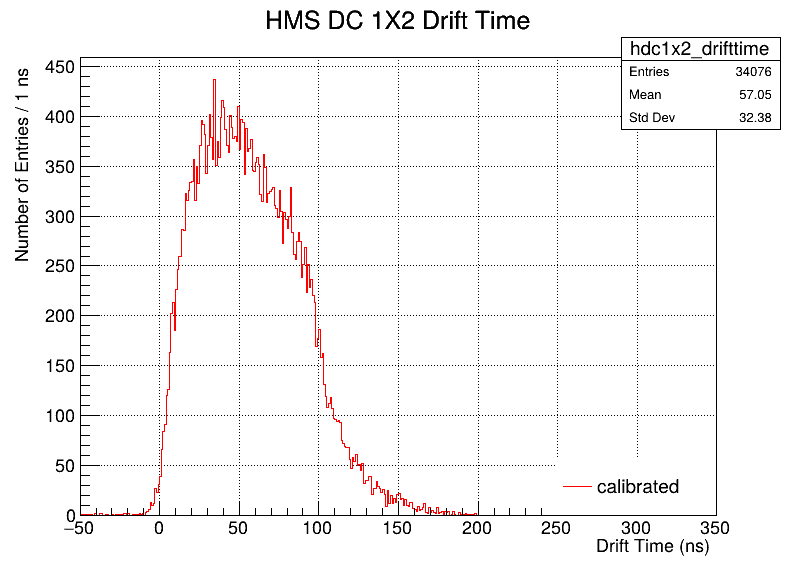 HMS DC 1X2 Drift Time
hdc1x2_drifttime
Entries 34076
Mean 57.05
Std Dev 32.38
Number of Entries / 1 ns
450
400
350
300
250
200
150
100
50
0
−50 0 50 100 150 200 250 300 350
Drift Time (ns)
calibrated